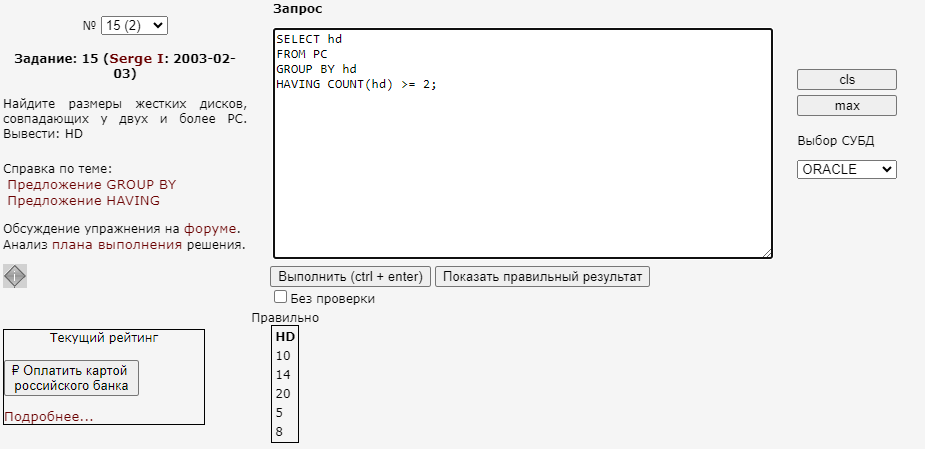 № 15 (2)
Задание: 15 (Serge I: 2003-02-
03)
Найдите размеры жестких дисков,
совпадающих у двух и более PC.
Вывести: HD
Справка по теме:
Предложение GROUP BY
Предложение HAVING
Обсуждение упражнения на форуме.
Анализ плана выполнения решения.
Запрос
SELECT hd
FROM PC
GROUP BY hd
HAVING COUNT(hd) >= 2;
cls
max
Выбор СУБД
ORACLE
Выполнить (ctrl + enter) Показать правильный результат
Без проверки
Правильно
HD
10
14
20
5
8
Текущий рейтинг
₽ Оплатить картой
российского банка
Подробнее...